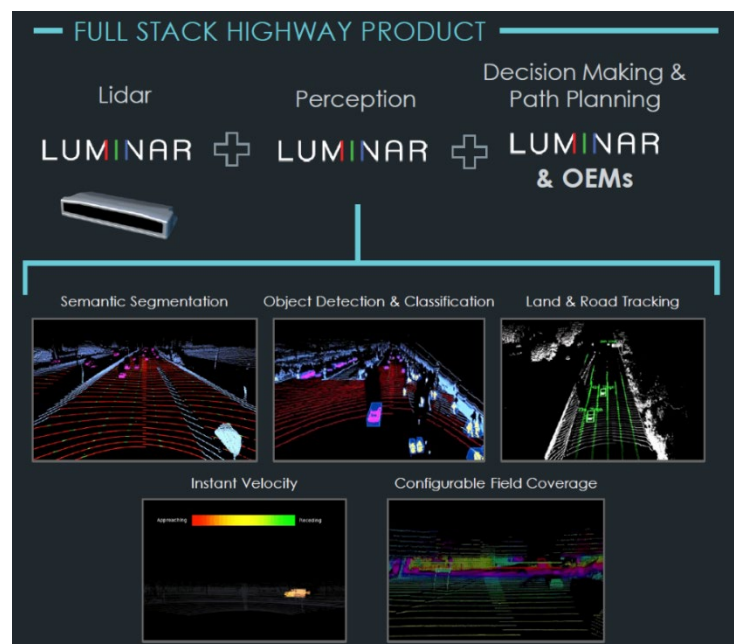 FULL STACK HIGHWAY PRODUCT
Lidar
Perception
Decision Making &
Path Planning
LUMINAR
LUMINAR
LUMINAR
& OEMs
Semantic Segmentation
Object Detection & Classification
Land & Road Tracking
Instant Velocity
Configurable Field Coverage
Approaching
Receding